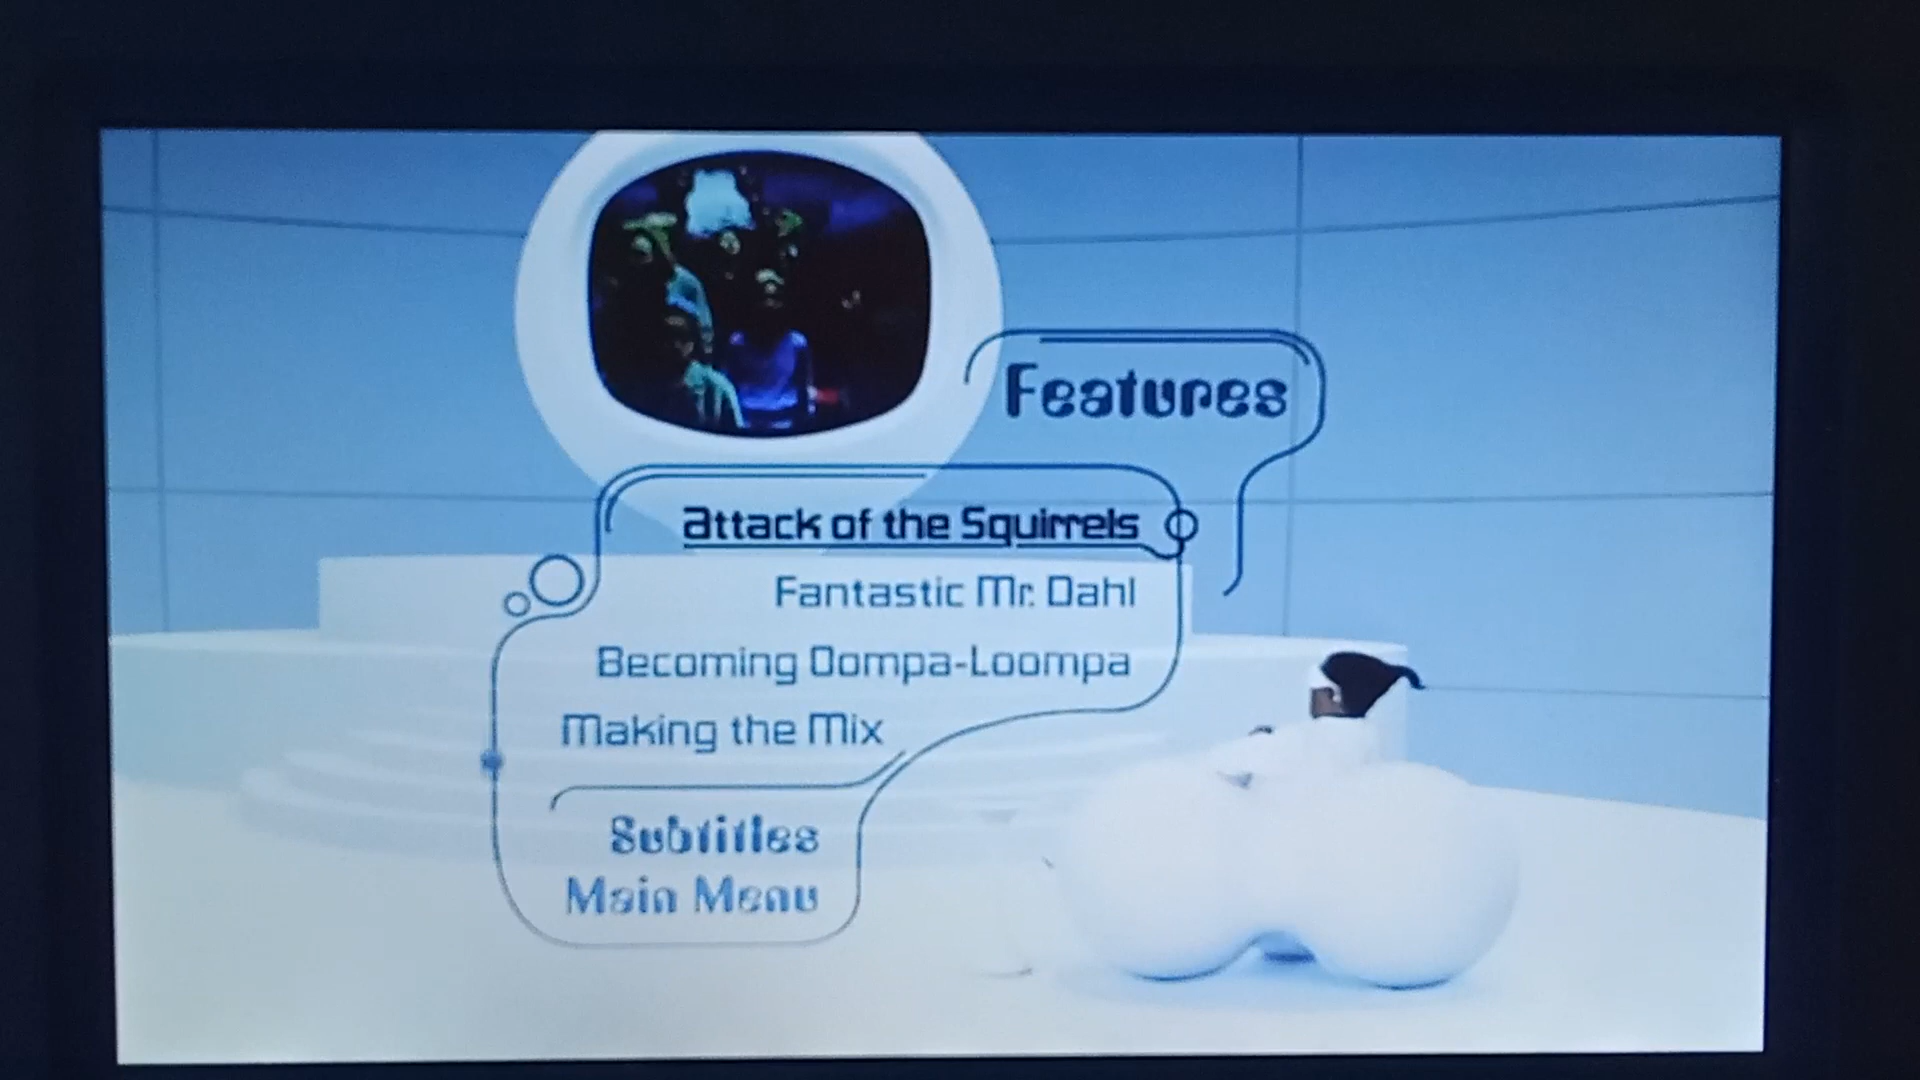 Features
Attack of the Squirrels
Fantastic Mr. Dahl
Becoming Oompa-Loompa
Making the Mix
Subtitles
Main Menu